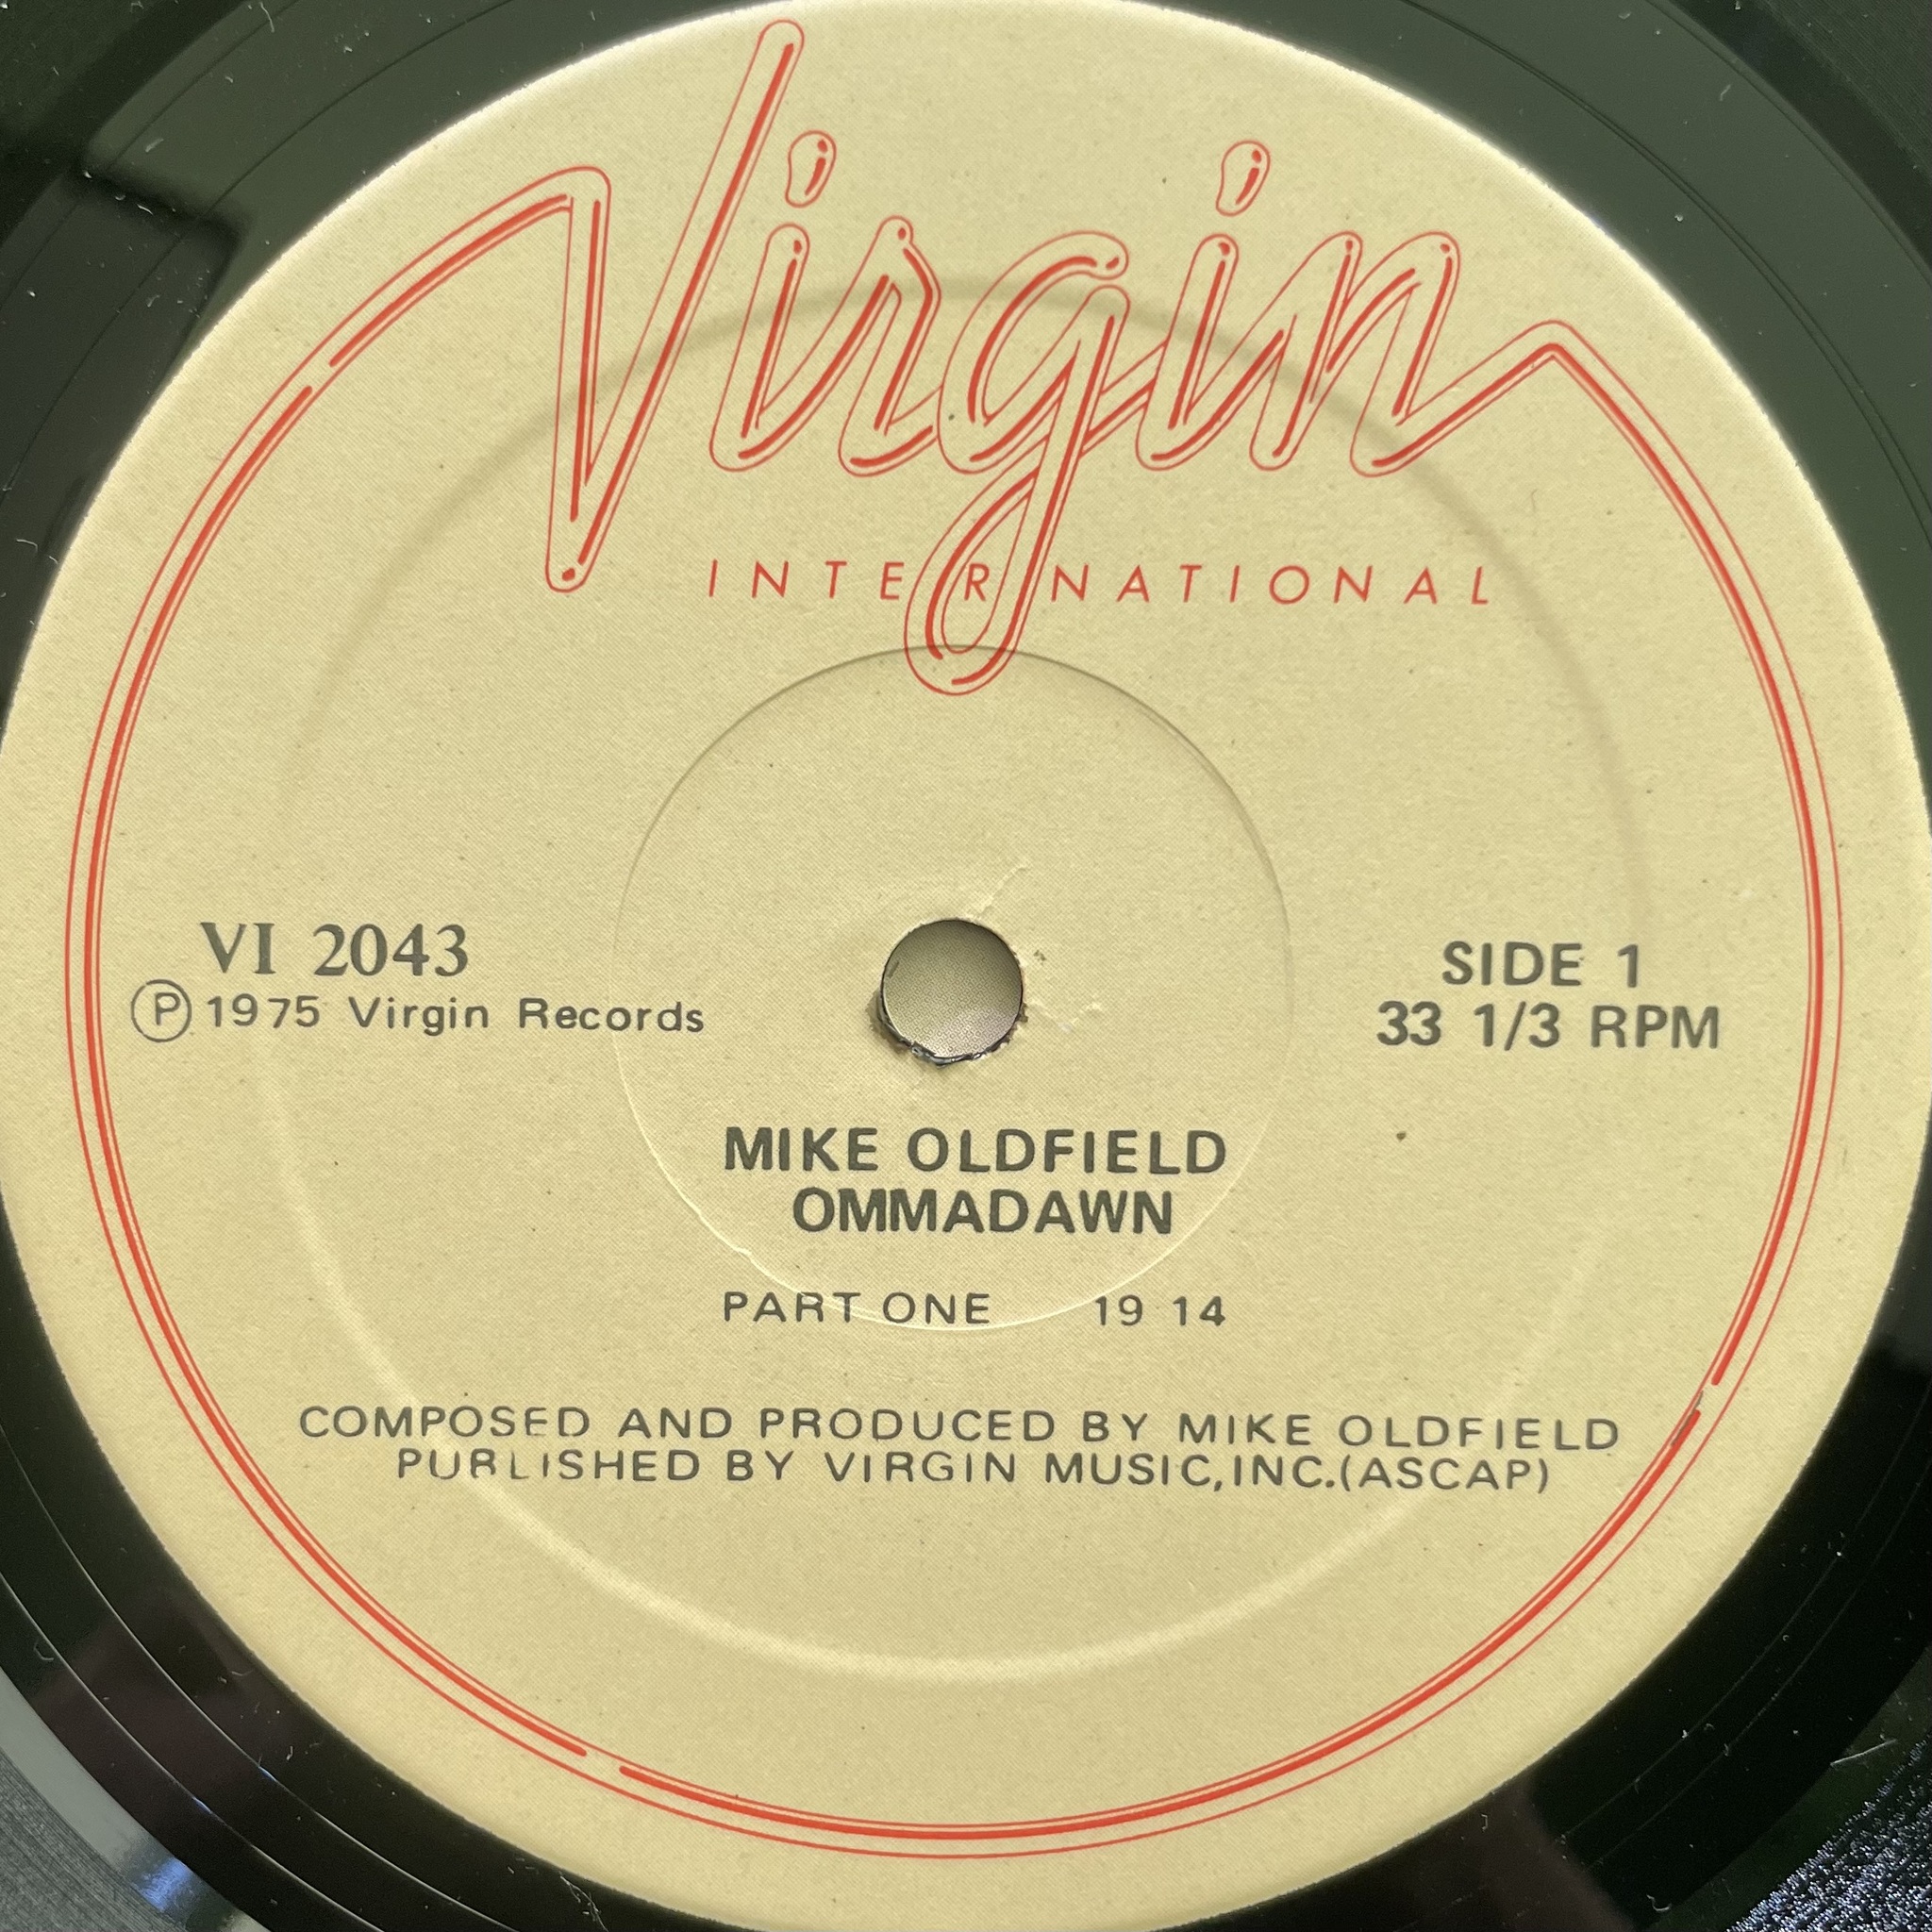 Virgin
INTERNATIONAL
VI 2043
Ⓟ 1975 Virgin Records
SIDE 1
33 1/3 RPM
MIKE OLDFIELD
OMMADAWN
PART ONE 19 14
COMPOSED AND PRODUCED BY MIKE OLDFIELD
PUBLISHED BY VIRGIN MUSIC,INC.(ASCAP)